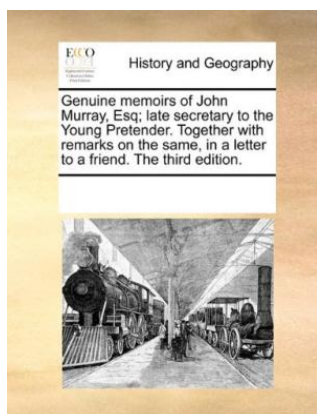 ECCO
History and Geography
Genuine memoirs of John
Murray, Esq; late secretary to the
Young Pretender. Together with
remarks on the same, in a letter
to a friend. The third edition.